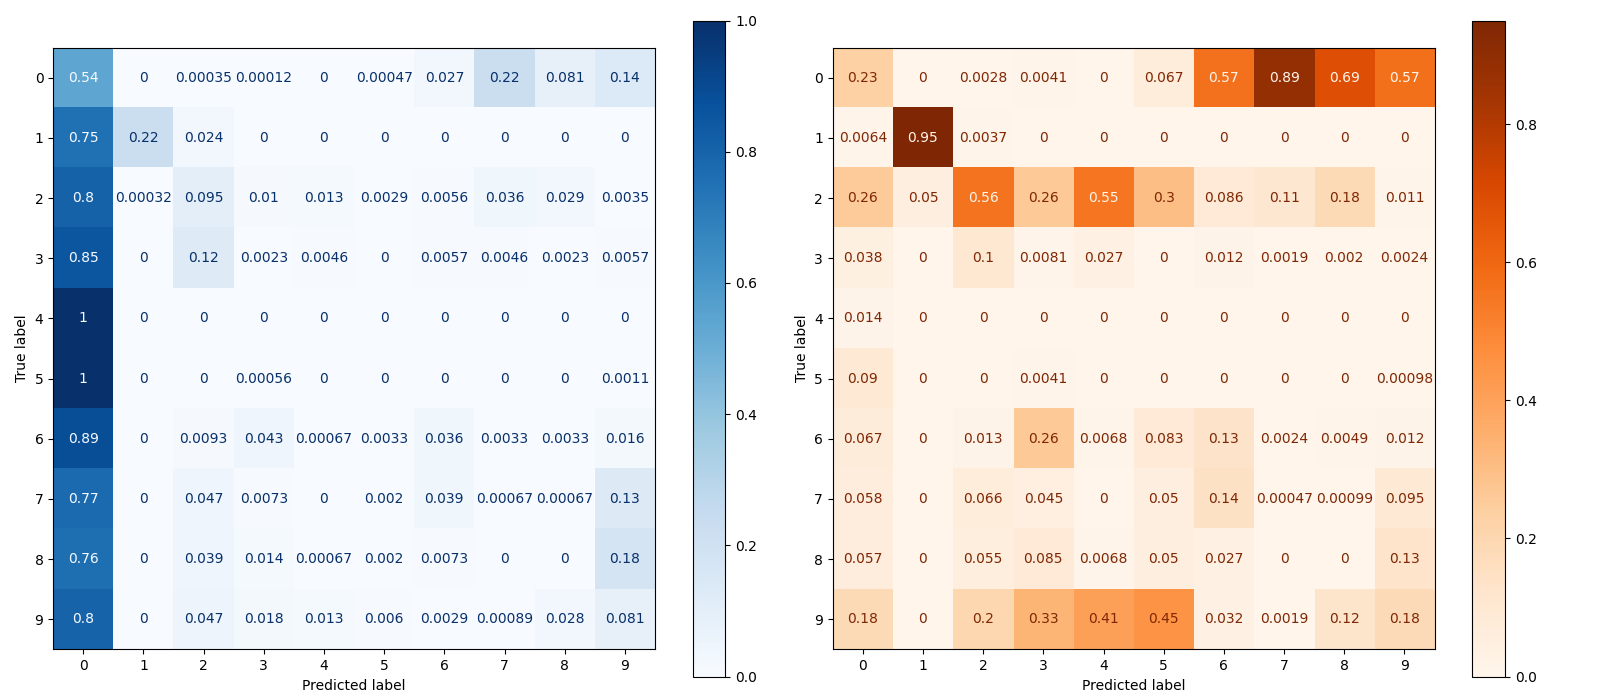 0 0.54 0 0.00035 0.00012 0 0.00047 0.027 0.22 0.081 0.14
1 0.75 0.22 0.024 0 0 0 0 0 0 0
2 0.8 0.00032 0.095 0.01 0.013 0.0029 0.0056 0.036 0.029 0.0035
3 0.85 0 0.12 0.0023 0.0046 0 0.0057 0.0046 0.0023 0.0057
4 1 0 0 0 0 0 0 0 0 0
5 1 0 0 0.00056 0 0 0 0 0 0.0011
6 0.89 0 0.0093 0.043 0.00067 0.0033 0.036 0.0033 0.0033 0.016
7 0.77 0 0.047 0.0073 0 0.002 0.039 0.00067 0.00067 0.13
8 0.76 0 0.039 0.014 0.00067 0.002 0.0073 0 0 0.18
9 0.8 0 0.047 0.018 0.013 0.006 0.0029 0.00089 0.028 0.081
0 1 2 3 4 5 6 7 8 9
Predicted label
True label
1.0
0.8
0.6
0.4
0.2
0.0
0 0.23 0 0.0028 0.0041 0 0.067 0.57 0.89 0.69 0.57
1 0.0064 0.95 0.0037 0 0 0 0 0 0 0
2 0.26 0.05 0.56 0.26 0.55 0.3 0.086 0.11 0.18 0.011
3 0.038 0 0.1 0.0081 0.027 0 0.012 0.0019 0.002 0.0024
4 0.014 0 0 0 0 0 0 0 0 0
5 0.09 0 0 0.0041 0 0 0 0 0 0.00098
6 0.067 0 0.013 0.26 0.0068 0.083 0.13 0.0024 0.0049 0.012
7 0.058 0 0.066 0.045 0 0.05 0.14 0.00047 0.00099 0.095
8 0.057 0 0.055 0.085 0.0068 0.05 0.027 0 0 0.13
9 0.18 0 0.2 0.33 0.41 0.45 0.032 0.0019 0.12 0.18
0 1 2 3 4 5 6 7 8 9
Predicted label
True label
0.8
0.6
0.4
0.2
0.0